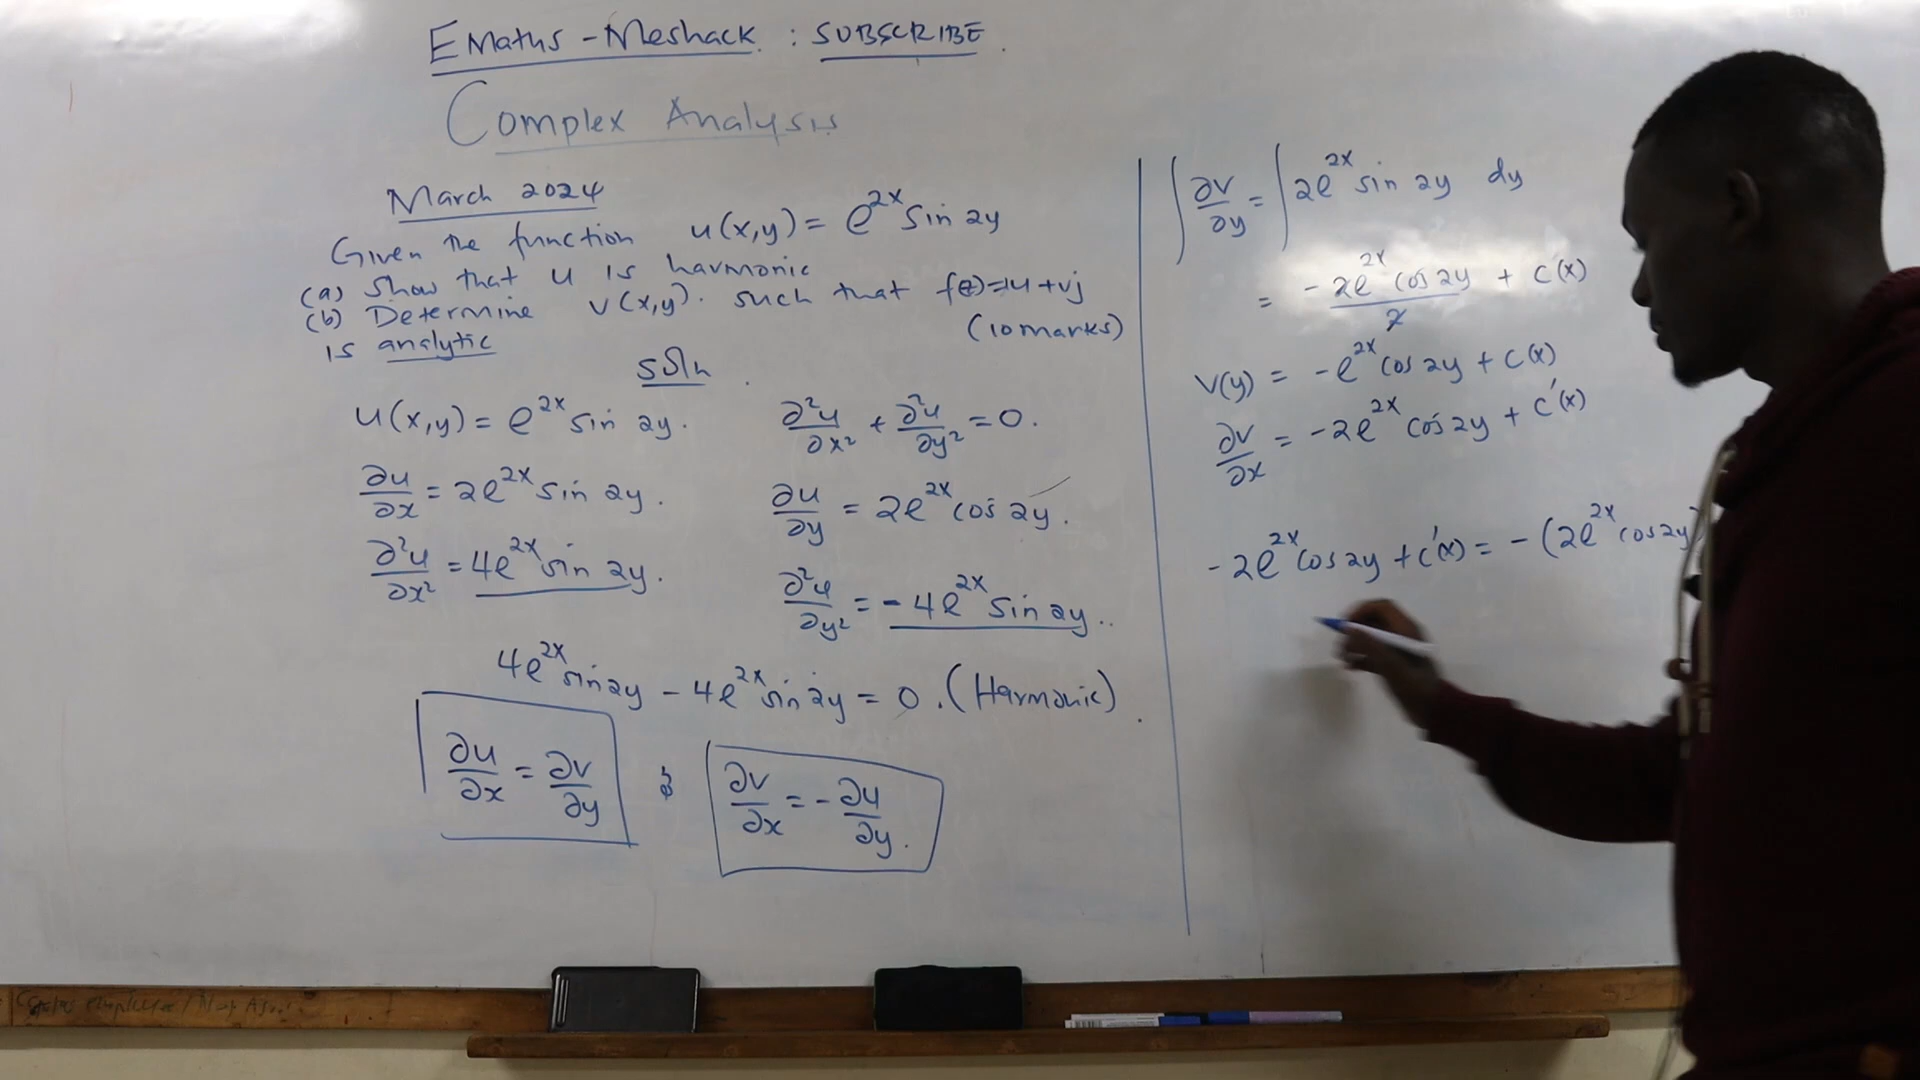 EMaths - Meshack : SUBSCRIBE
Complex Analysis
March 2024
Given the function u(x,y) = e^2x sin 2y
(a) Show that u is harmonic
(b) Determine v(x,y). such that f(z)=u+vj
is analytic (10 marks)
Soln
u(x,y) = e^2x sin 2y.
∂u/∂x = 2e^2x sin 2y.
∂²u/∂x² = 4e^2x sin 2y.
∂²u/∂x² + ∂²u/∂y² = 0.
∂u/∂y = 2e^2x cos 2y.
∂²u/∂y² = -4e^2x sin 2y..
4e^2x sin 2y - 4e^2x sin 2y = 0. (Harmonic).
∂u/∂x = ∂v/∂y & ∂v/∂x = -∂u/∂y.
∫ ∂v/∂y = ∫ 2e^2x sin 2y dy
= -2e^2x cos 2y / 2 + C(x)
v(y) = -e^2x cos 2y + C(x)
∂v/∂x = -2e^2x cos 2y + C'(x)
-2e^2x cos 2y + C'(x) = -(2e^2x cos 2y)